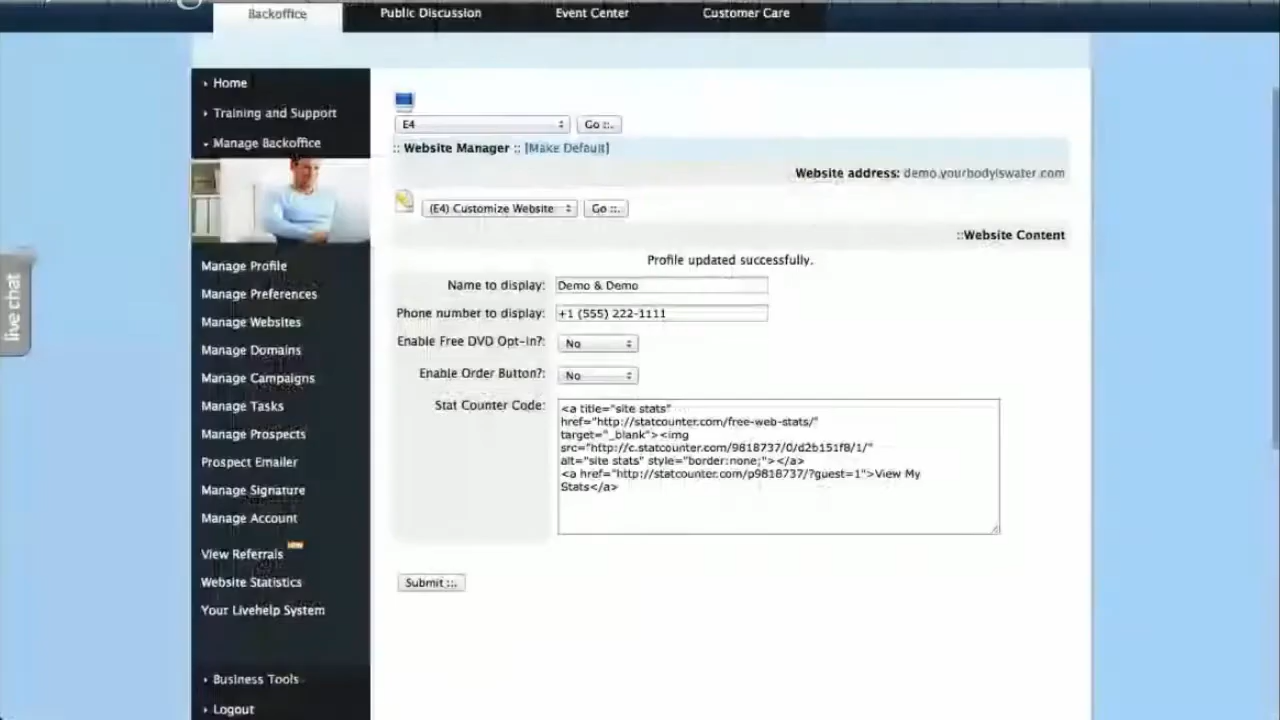 Backoffice
Public Discussion
Event Center
Customer Care
Home
Training and Support
Manage Backoffice
Manage Profile
Manage Preferences
Manage Websites
Manage Domains
Manage Campaigns
Manage Tasks
Manage Prospects
Prospect Emailer
Manage Signature
Manage Account
View Referrals
Website Statistics
Your Livehelp System
Business Tools
Logout
live chat
E4
Go ::.
:: Website Manager :: [Make Default]
Website address: demo.yourbodyiswater.com
(E4) Customize Website
Go ::.
::Website Content
Profile updated successfully.
Name to display: Demo & Demo
Phone number to display: +1 (555) 222-1111
Enable Free DVD Opt-in?: No
Enable Order Button?: No
Stat Counter Code:
<a title="site stats"
href="http://statcounter.com/free-web-stats/"
target="_blank"><img
src="http://c.statcounter.com/9818737/0/d2b151f8/1/"
alt="site stats" style="border:none;"></a>
<a href="http://statcounter.com/p9818737/?guest=1">View My
Stats</a>
Submit ::.